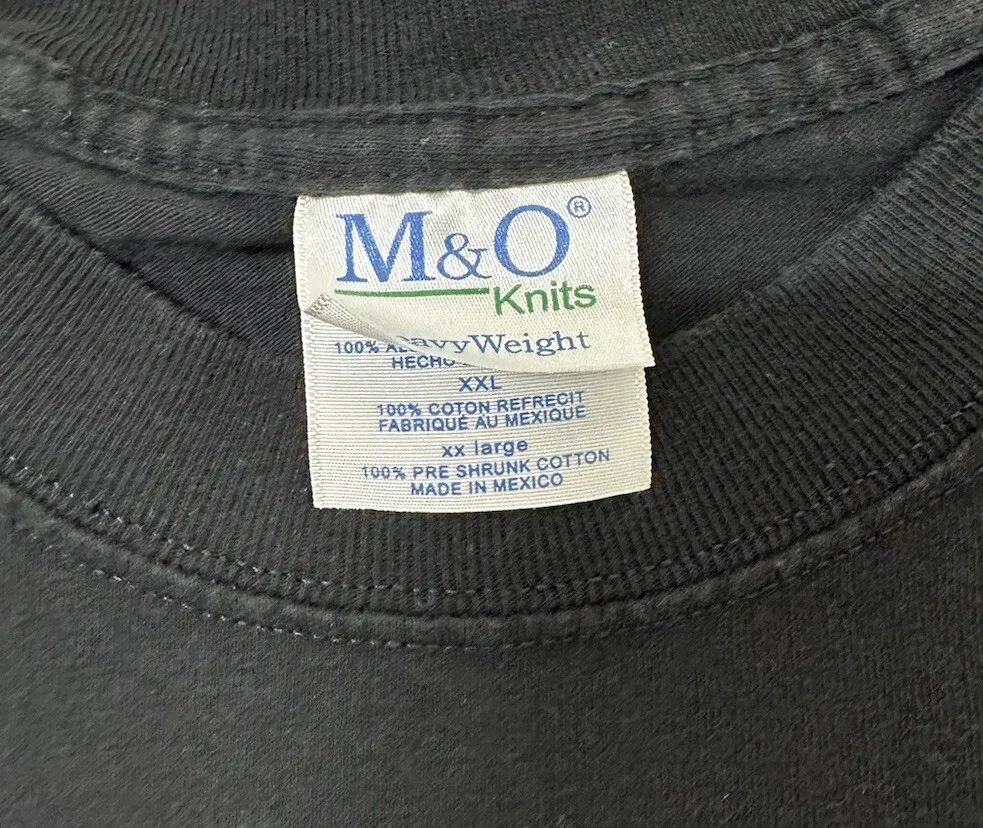 M&O®
Knits
avyWeight
100%
HECHO
XXL
100% COTON REFRECIT
FABRIQUÉ AU MEXIQUE
xx large
100% PRE SHRUNK COTTON
MADE IN MEXICO